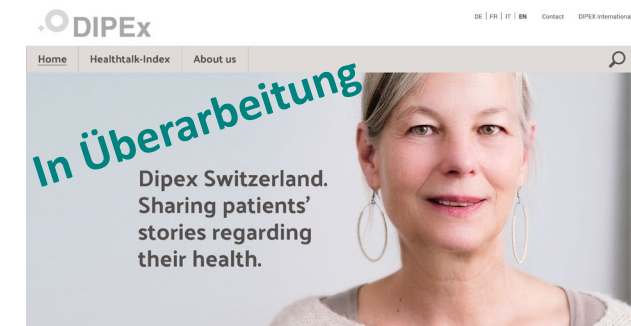 DIPEx
DE | FR | IT | EN Contact DIPEX Internationa
Home Healthtalk-Index About us
In Überarbeitung
Dipex Switzerland.
Sharing patients'
stories regarding
their health.